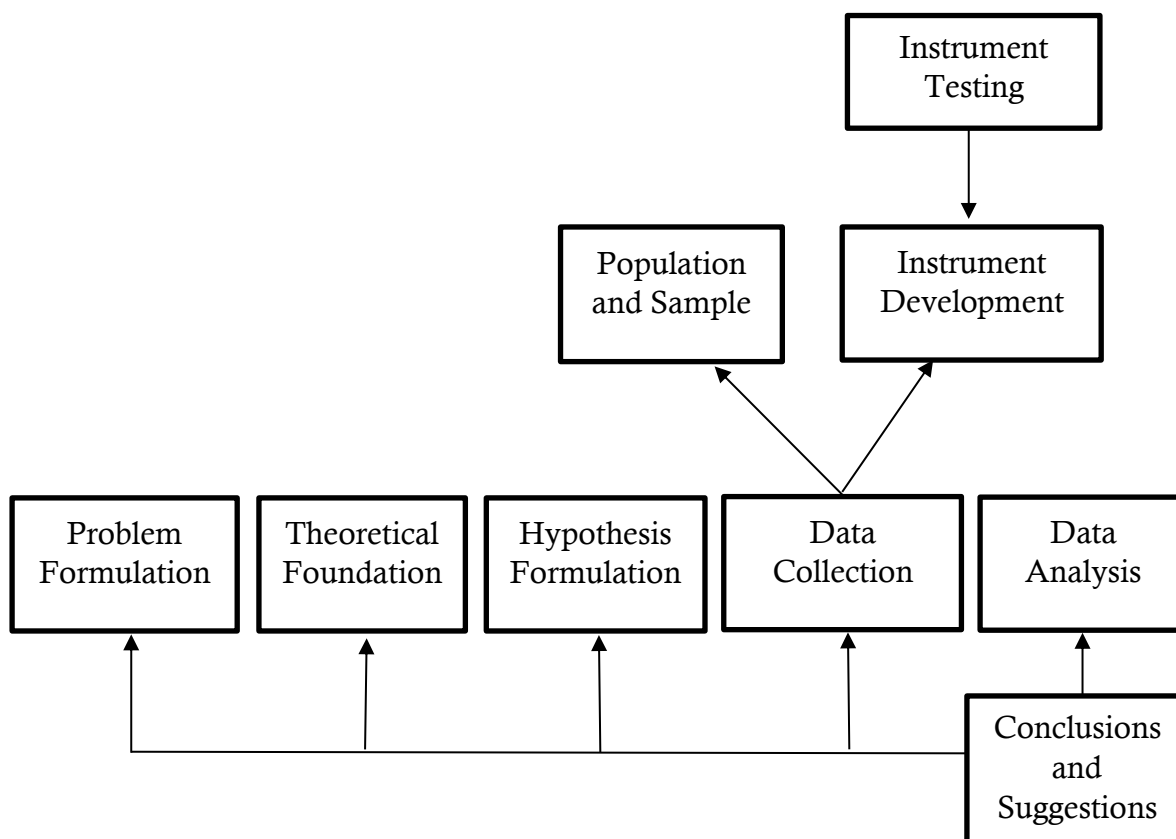 Instrument
Testing
Population
and Sample
Instrument
Development
Problem
Formulation
Theoretical
Foundation
Hypothesis
Formulation
Data
Collection
Data
Analysis
Conclusions
and
Suggestions